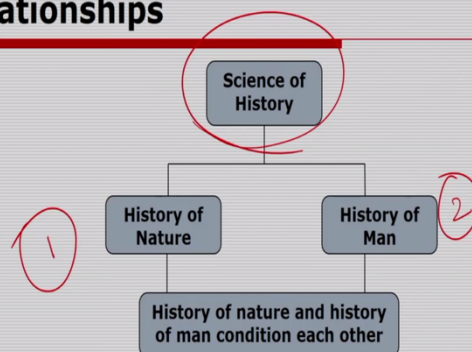 ationships
Science of
History
History of
Nature
History of
Man
1
2
History of nature and history
of man condition each other